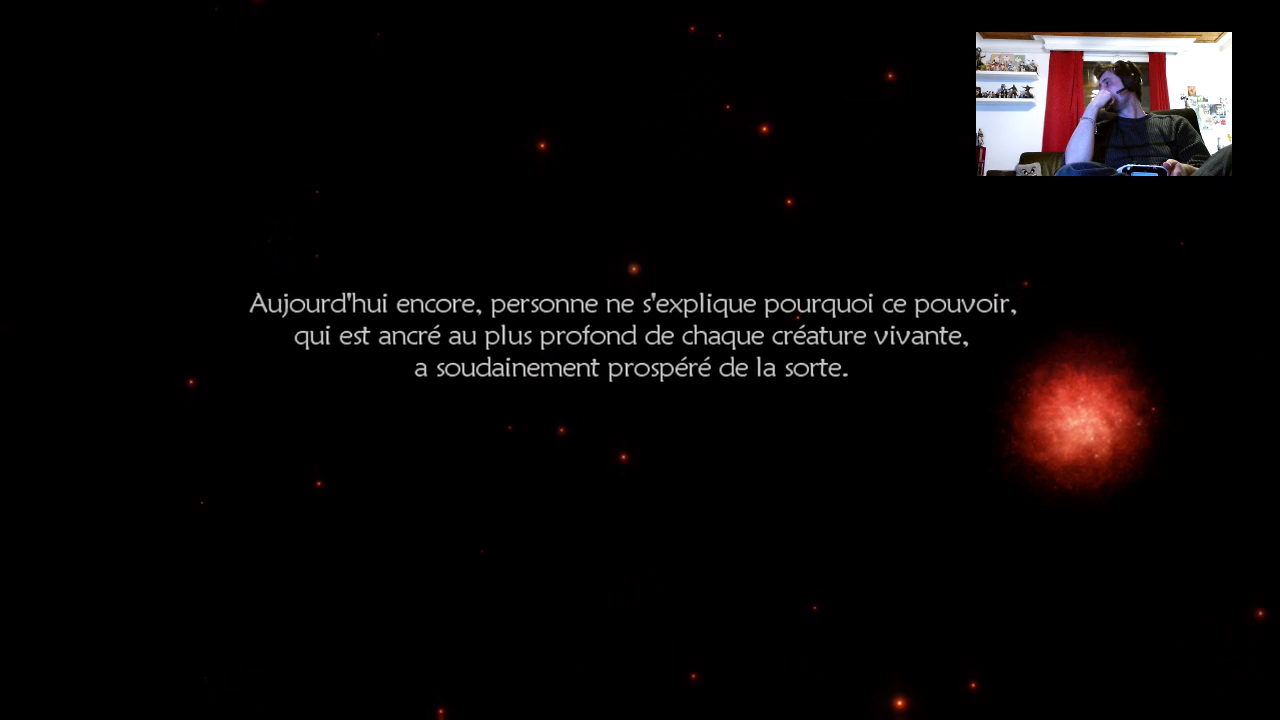 Aujourd'hui encore, personne ne s'explique pourquoi ce pouvoir,
qui est ancré au plus profond de chaque créature vivante,
a soudainement prospéré de la sorte.